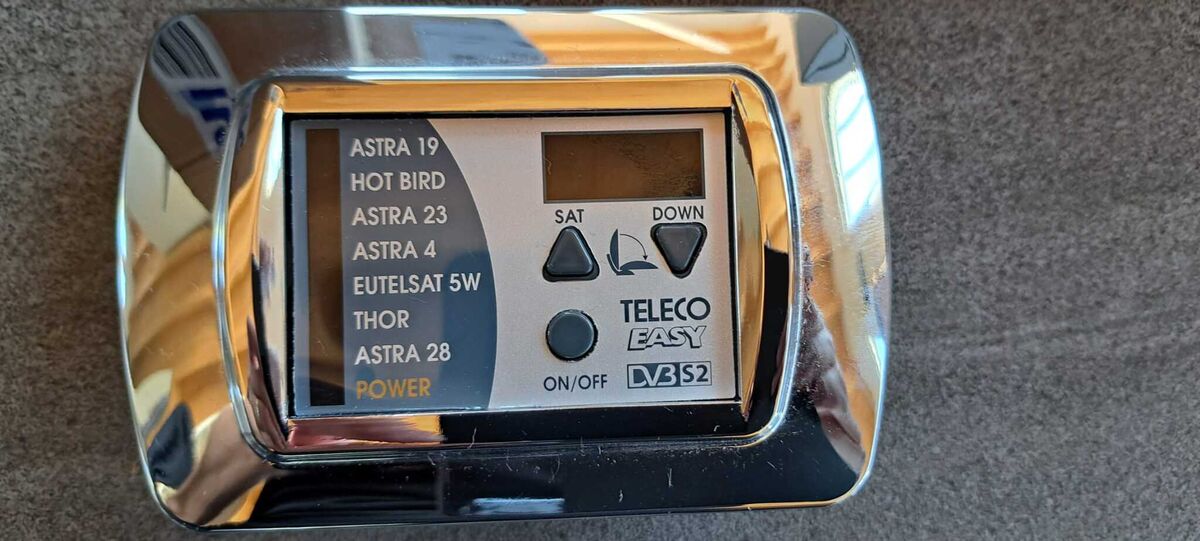 ASTRA 19
HOT BIRD
ASTRA 23
ASTRA 4
EUTELSAT 5W
THOR
ASTRA 28
POWER
SAT
DOWN
TELECO
EASY
ON/OFF
DVB S2